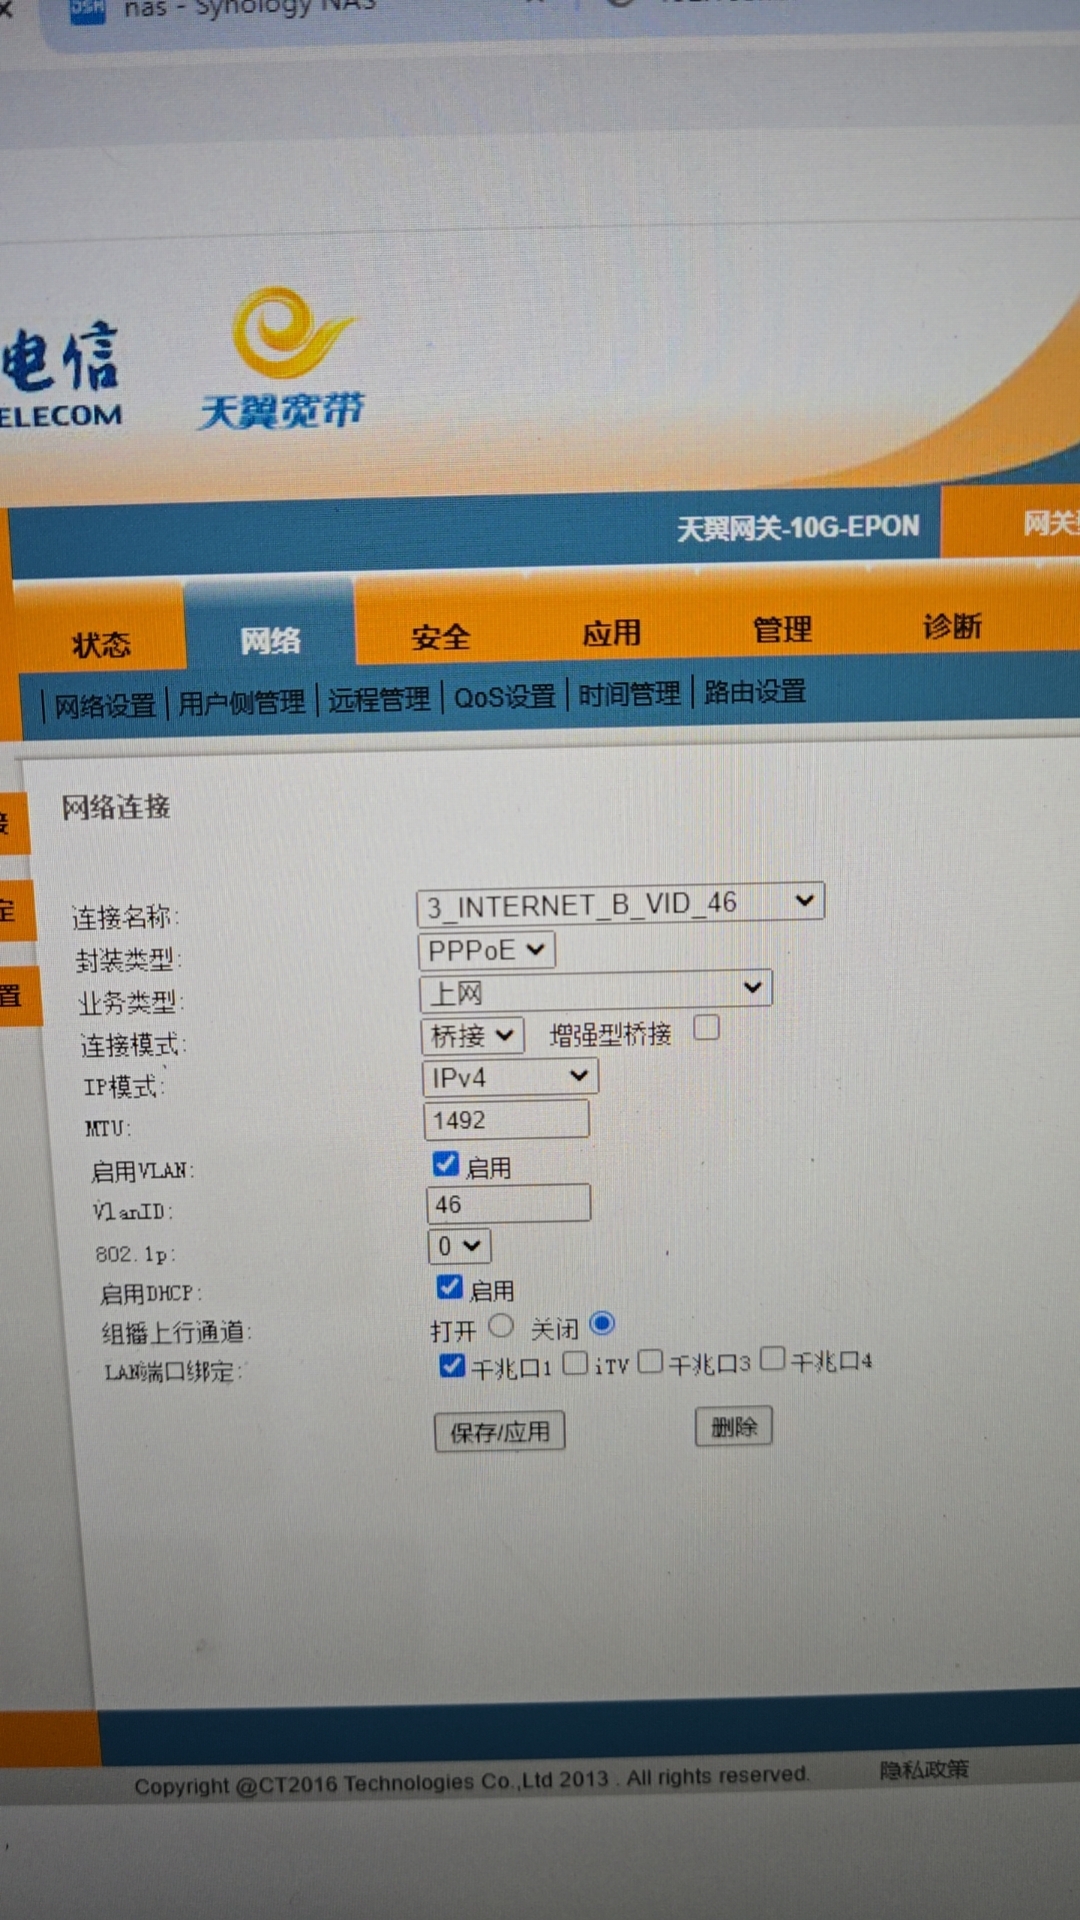 nas - Synology NAS
电信
ELECOM
天翼宽带
天翼网关-10G-EPON
网关
状态
网络
安全
应用
管理
诊断
网络设置
用户侧管理
远程管理
QoS设置
时间管理
路由设置
网络连接
连接名称: 3_INTERNET_B_VID_46
封装类型: PPPoE
业务类型: 上网
连接模式: 桥接 增强型桥接
IP模式: IPv4
MTU: 1492
启用VLAN: 启用
VlanID: 46
802.1p: 0
启用DHCP: 启用
组播上行通道: 打开 关闭
LAN端口绑定: 千兆口1 iTV 千兆口3 千兆口4
保存/应用
删除
Copyright @CT2016 Technologies Co.,Ltd 2013 . All rights reserved.
隐私政策